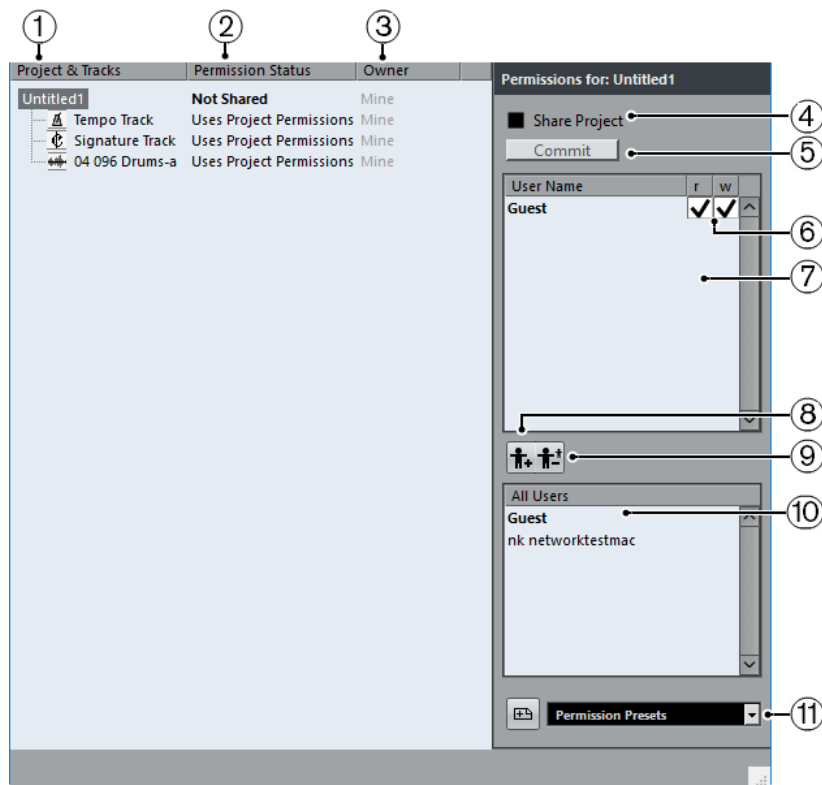 1 2 3
Project & Tracks Permission Status Owner
Untitled1 Not Shared Mine
Tempo Track Uses Project Permissions Mine
Signature Track Uses Project Permissions Mine
04 096 Drums-a Uses Project Permissions Mine
Permissions for: Untitled1
Share Project 4
Commit 5
User Name r w
Guest
6
7
8
9
All Users
Guest 10
nk networktestmac
Permission Presets 11